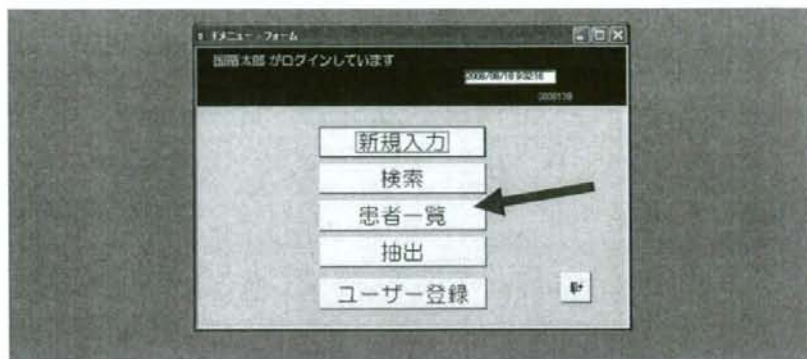 メニュー・フォーム
国循太郎 がログインしています
新規入力
検索
患者一覧
抽出
ユーザー登録